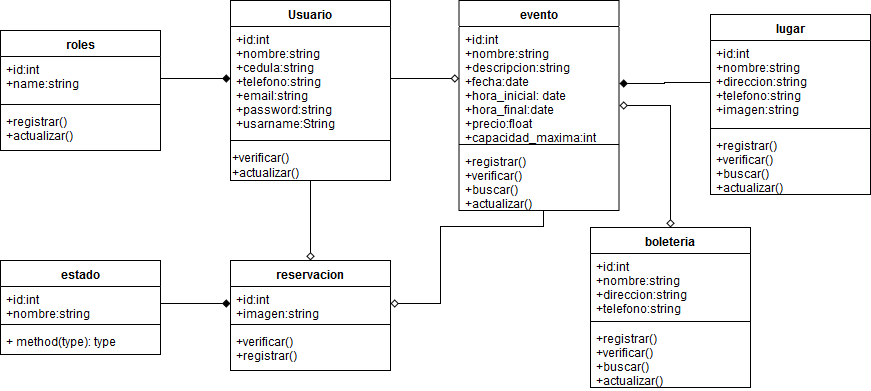 roles
+id:int
+name:string
+registrar()
+actualizar()
Usuario
+id:int
+nombre:string
+cedula:string
+telefono:string
+email:string
+password:string
+usarname:String
+verificar()
+actualizar()
evento
+id:int
+nombre:string
+descripcion:string
+fecha:date
+hora_inicial: date
+hora_final:date
+precio:float
+capacidad_maxima:int
+registrar()
+verificar()
+buscar()
+actualizar()
lugar
+id:int
+nombre:string
+direccion:string
+telefono:string
+imagen:string
+registrar()
+verificar()
+buscar()
+actualizar()
estado
+id:int
+nombre:string
+ method(type): type
reservacion
+id:int
+imagen:string
+verificar()
+registrar()
boleteria
+id:int
+nombre:string
+direccion:string
+telefono:string
+registrar()
+verificar()
+buscar()
+actualizar()